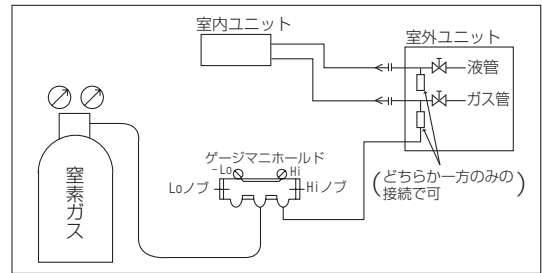 室内ユニット
室外ユニット
液管
ガス管
ゲージマニホールド
-Lo
Hi
Loノブ
Hiノブ
(どちらか一方のみの
接続で可)
窒素ガス